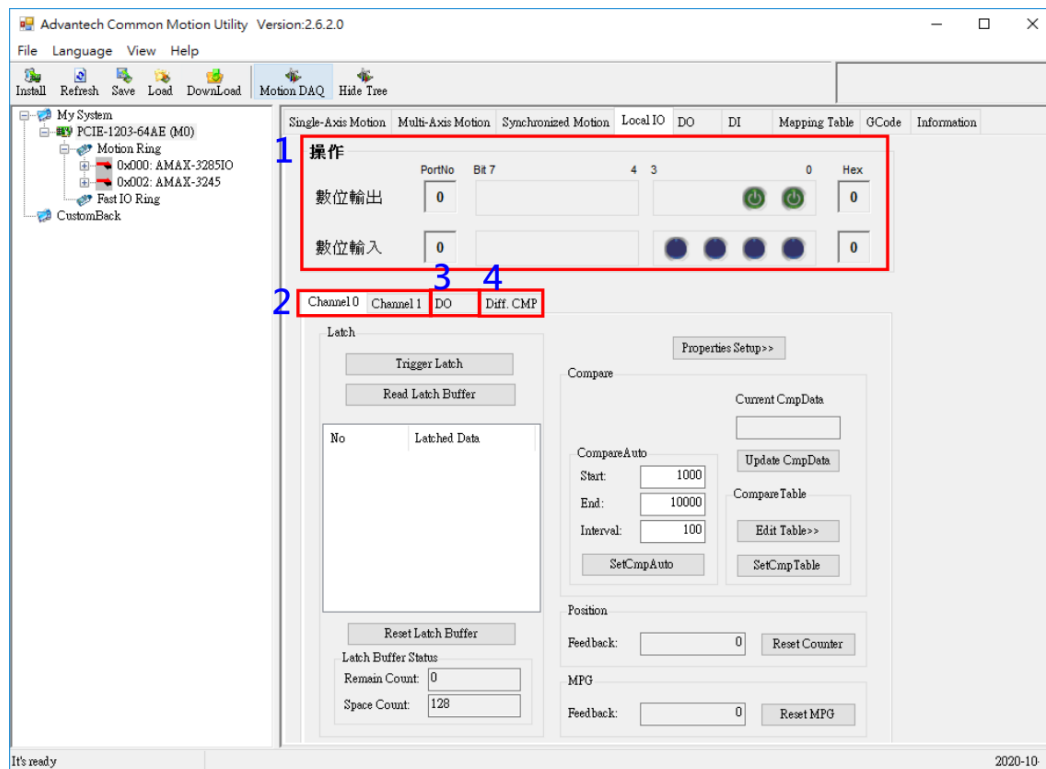 Advantech Common Motion Utility Version:2.6.2.0
File Language View Help
Install Refresh Save Load DownLoad Motion DAQ Hide Tree
My System
PCIE-1203-64AE (M0)
Motion Ring
0x000: AMAX-3285IO
0x002: AMAX-3245
Fast IO Ring
CustomBack
Single-Axis Motion Multi-Axis Motion Synchronized Motion Local IO DO DI Mapping Table GCode Information
1
操作
PortNo Bit 7 4 3 0 Hex
數位輸出 0 0
數位輸入 0 0
3 4
2
Channel 0 Channel 1 DO Diff. CMP
Latch
Trigger Latch
Read Latch Buffer
No Latched Data
Reset Latch Buffer
Latch Buffer Status
Remain Count: 0
Space Count: 128
Properties Setup>>
Compare
Current CmpData
Update CmpData
CompareAuto
Start: 1000
End: 10000
Interval: 100
SetCmpAuto
CompareTable
Edit Table>>
SetCmpTable
Position
Feedback: 0 Reset Counter
MPG
Feedback: 0 Reset MPG
It's ready 2020-10-